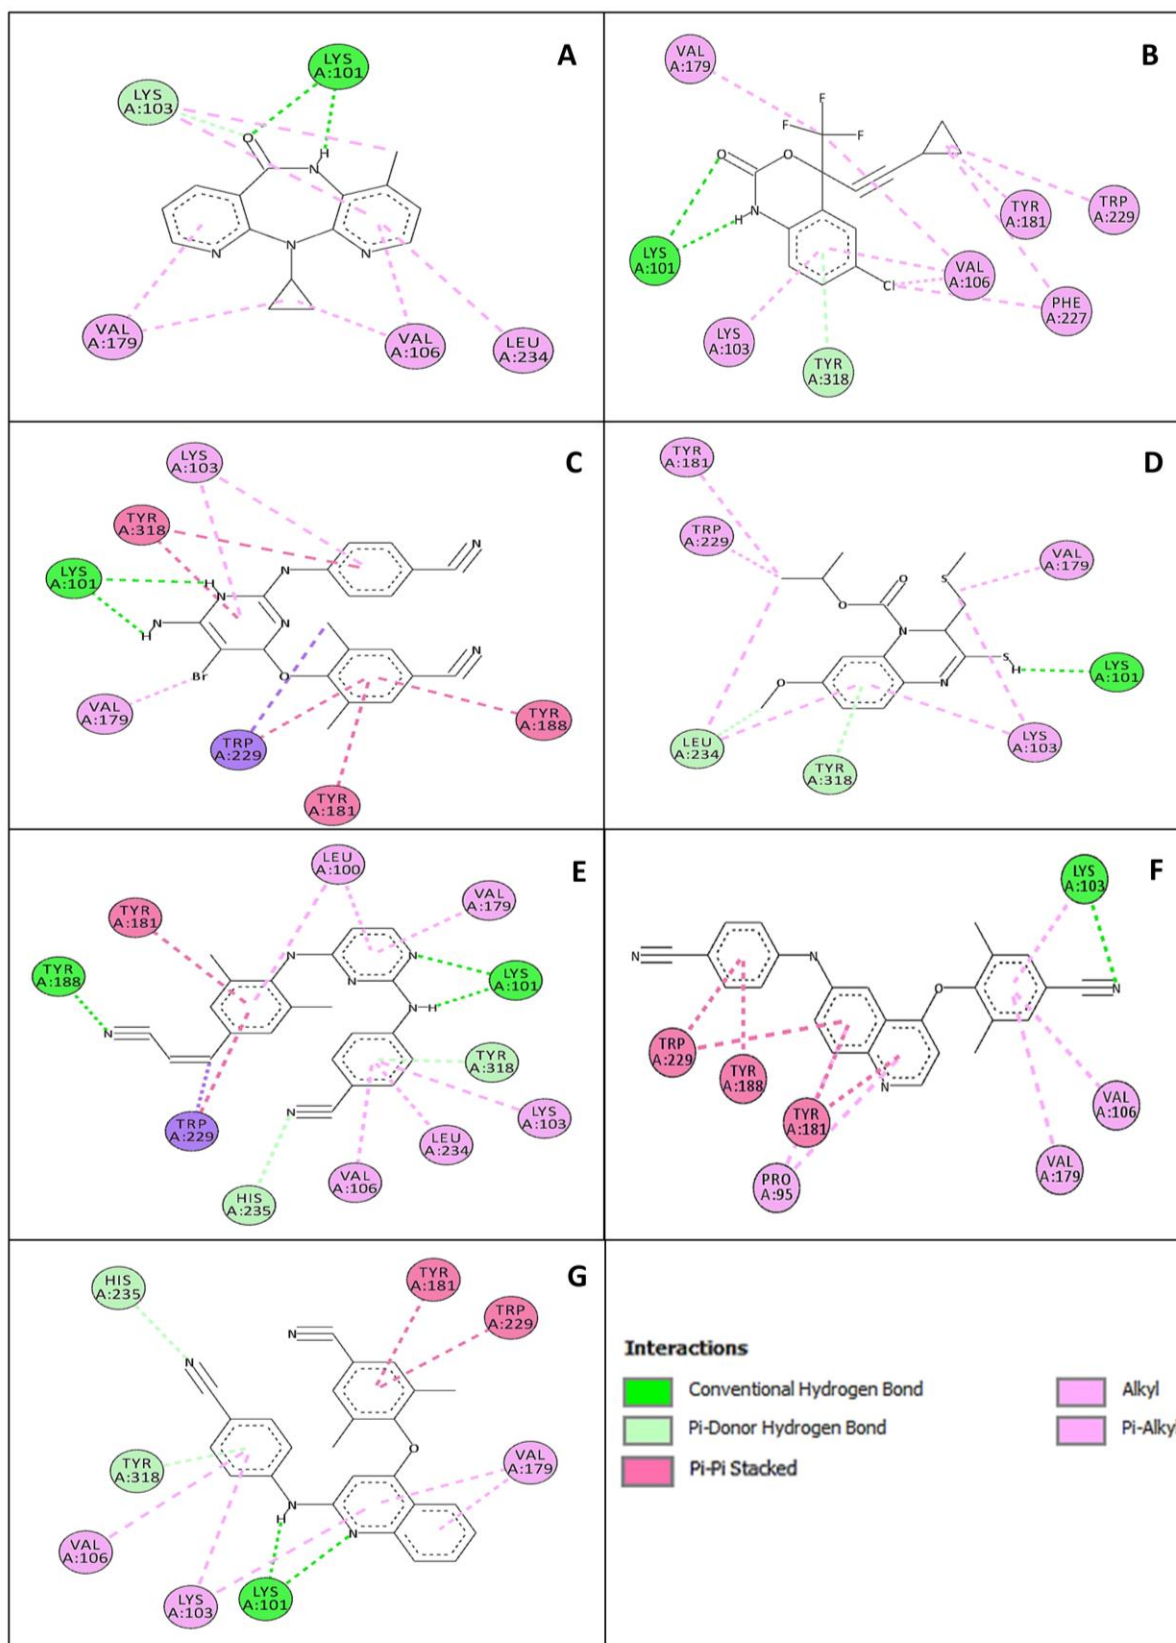 A
LYS
A:101
LYS
A:103
O
H
N
N
N
N
VAL
A:179
VAL
A:106
LEU
A:234
B
VAL
A:179
F
F
F
O
O
N
H
LYS
A:101
TYR
A:181
TRP
A:229
VAL
A:106
Cl
PHE
A:227
LYS
A:103
TYR
A:318
C
LYS
A:103
TYR
A:318
LYS
A:101
H
N
N
N
N
N
H
Br
O
N
VAL
A:179
TRP
A:229
TYR
A:188
TYR
A:181
D
TYR
A:181
TRP
A:229
VAL
A:179
S
O
O
N
S
H
N
O
LYS
A:101
LEU
A:234
TYR
A:318
LYS
A:103
E
LEU
A:100
VAL
A:179
TYR
A:181
TYR
A:188
LYS
A:101
N
N
N
N
N
H
N
TYR
A:318
TRP
A:229
LYS
A:103
LEU
A:234
VAL
A:106
HIS
A:235
F
LYS
A:103
N
N
O
N
N
TRP
A:229
TYR
A:188
TYR
A:181
PRO
A:95
VAL
A:106
VAL
A:179
G
HIS
A:235
TYR
A:181
TRP
A:229
N
N
O
N
H
N
VAL
A:179
TYR
A:318
VAL
A:106
LYS
A:103
LYS
A:101
Interactions
Conventional Hydrogen Bond
Pi-Donor Hydrogen Bond
Pi-Pi Stacked
Alkyl
Pi-Alky